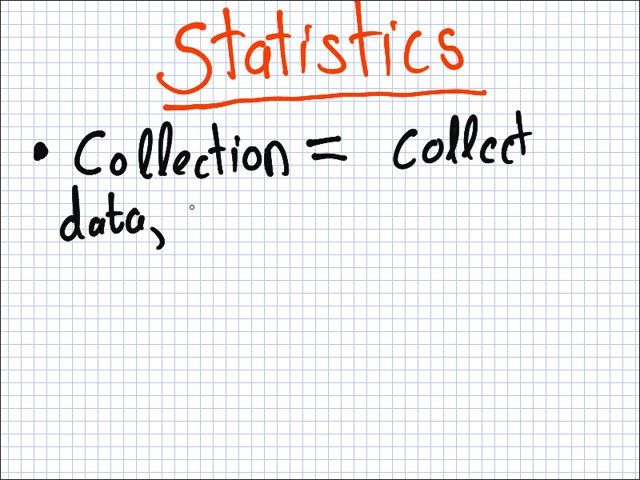 Statistics
• Collection = collect
data,